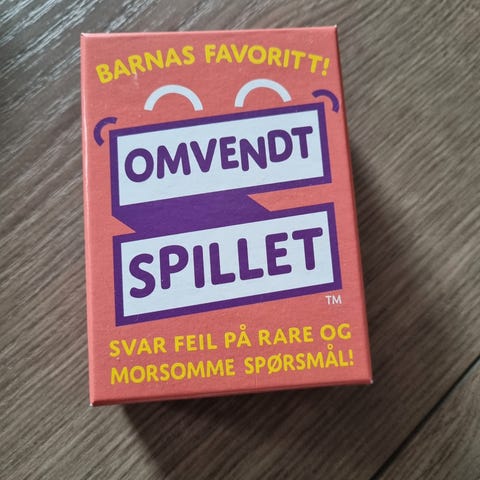 BARNAS FAVORITT!
OMVENDT
SPILLET
TM
SVAR FEIL PÅ RARE OG
MORSOMME SPØRSMÅL!